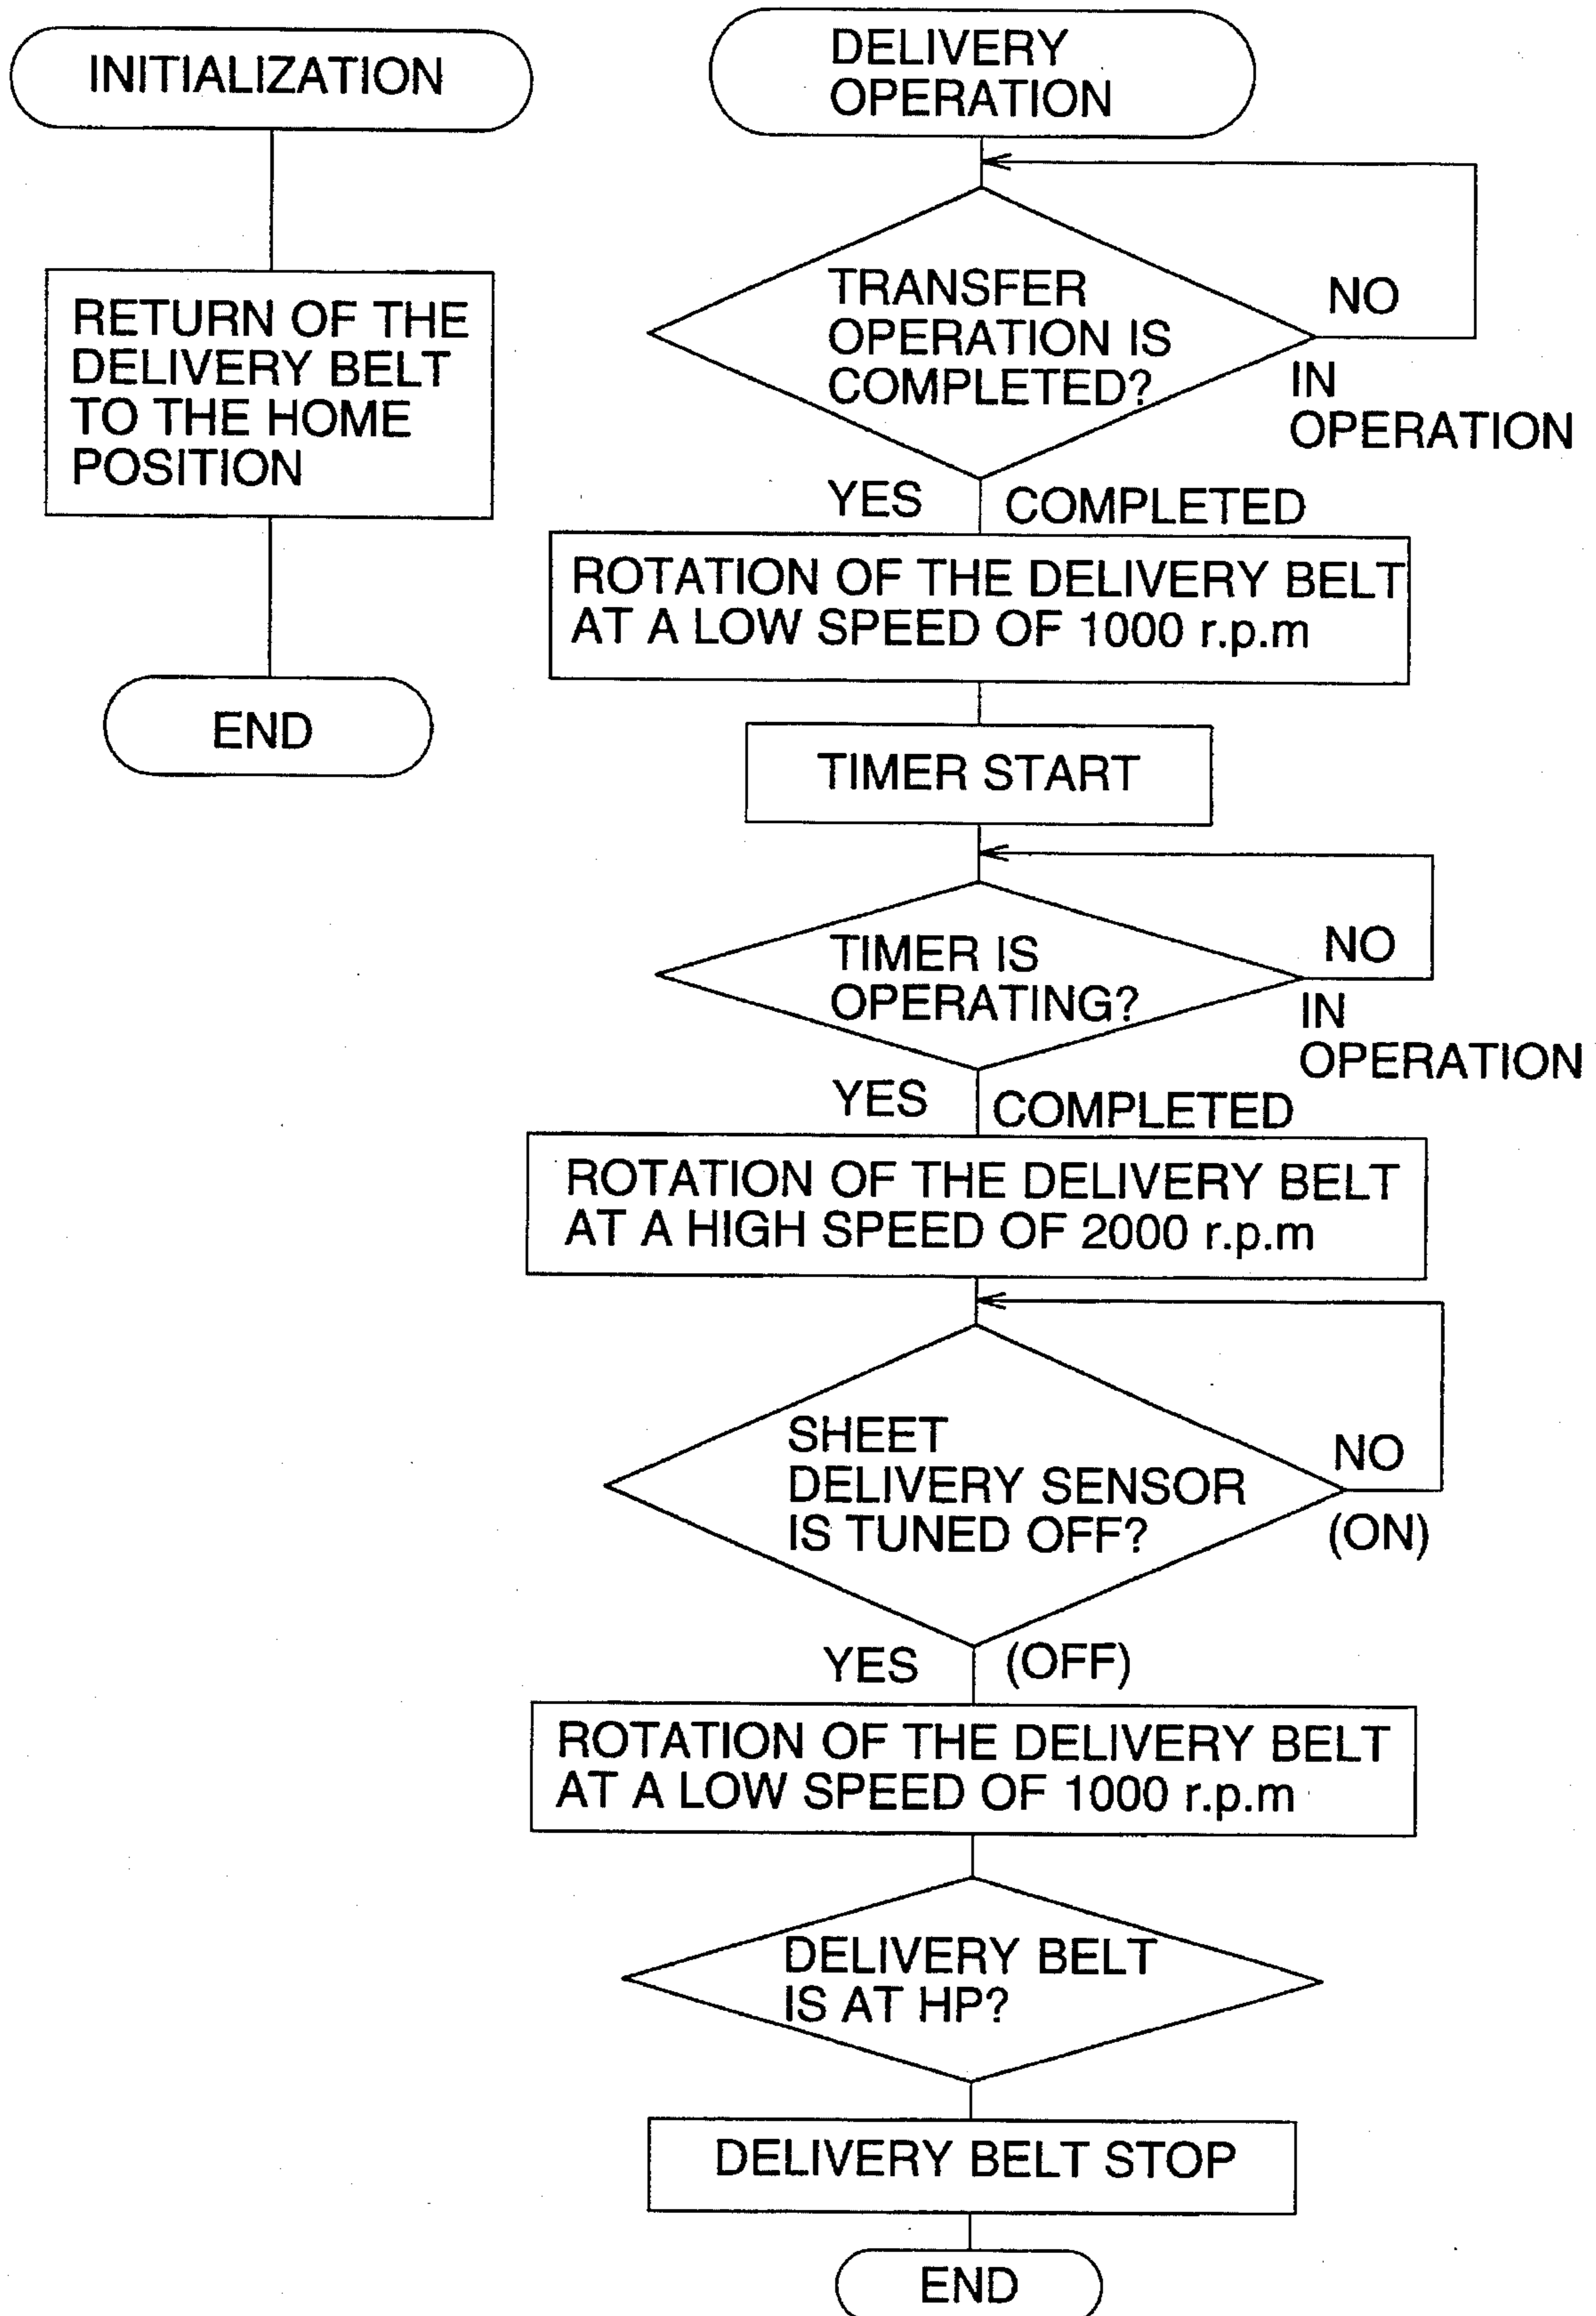 INITIALIZATION
RETURN OF THE
DELIVERY BELT
TO THE HOME
POSITION
END
DELIVERY
OPERATION
TRANSFER
OPERATION IS
COMPLETED?
NO
IN
OPERATION
YES COMPLETED
ROTATION OF THE DELIVERY BELT
AT A LOW SPEED OF 1000 r.p.m
TIMER START
TIMER IS
OPERATING?
NO
IN
OPERATION
YES COMPLETED
ROTATION OF THE DELIVERY BELT
AT A HIGH SPEED OF 2000 r.p.m
SHEET
DELIVERY SENSOR
IS TUNED OFF?
NO
(ON)
YES (OFF)
ROTATION OF THE DELIVERY BELT
AT A LOW SPEED OF 1000 r.p.m
DELIVERY BELT
IS AT HP?
DELIVERY BELT STOP
END